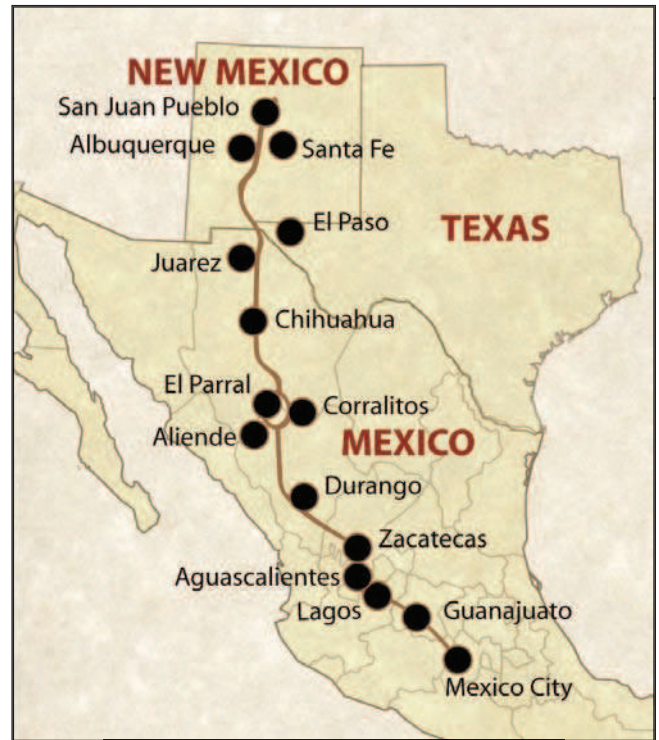 NEW MEXICO
San Juan Pueblo
Albuquerque
Santa Fe
El Paso
TEXAS
Juarez
Chihuahua
El Parral
Corralitos
Aliende
MEXICO
Durango
Zacatecas
Aguascalientes
Lagos
Guanajuato
Mexico City